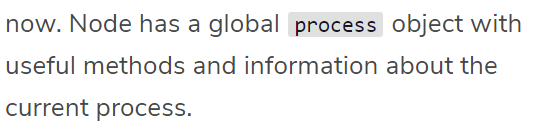 now. Node has a global process object with
useful methods and information about the
current process.